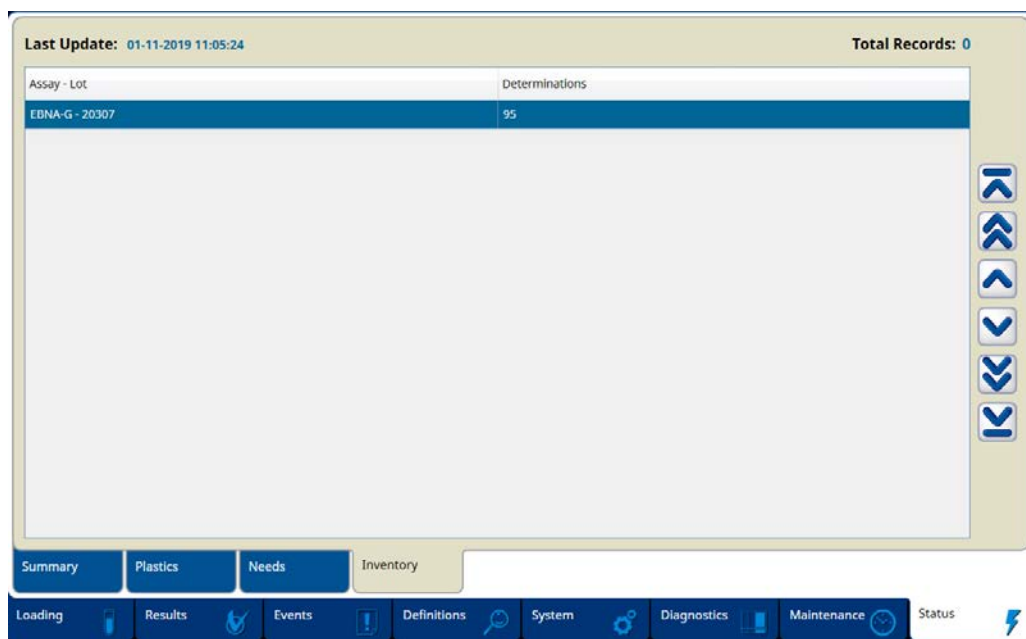 Last Update: 01-11-2019 11:05:24 Total Records: 0
Assay - Lot Determinations
EBNA-G - 20307 95
Summary Plastics Needs Inventory
Loading Results Events Definitions System Diagnostics Maintenance Status